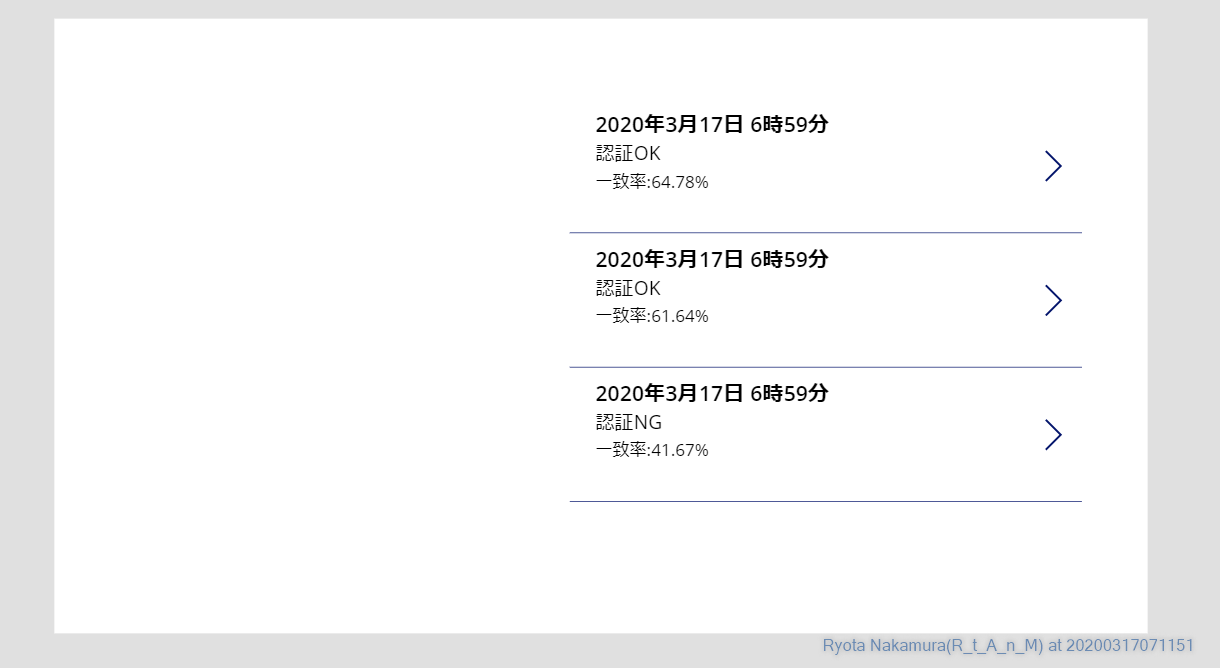 2020年3月17日 6時59分
認証OK
一致率:64.78%
2020年3月17日 6時59分
認証OK
一致率:61.64%
2020年3月17日 6時59分
認証NG
一致率:41.67%
Ryota Nakamura(R_t_A_n_M) at 20200317071151